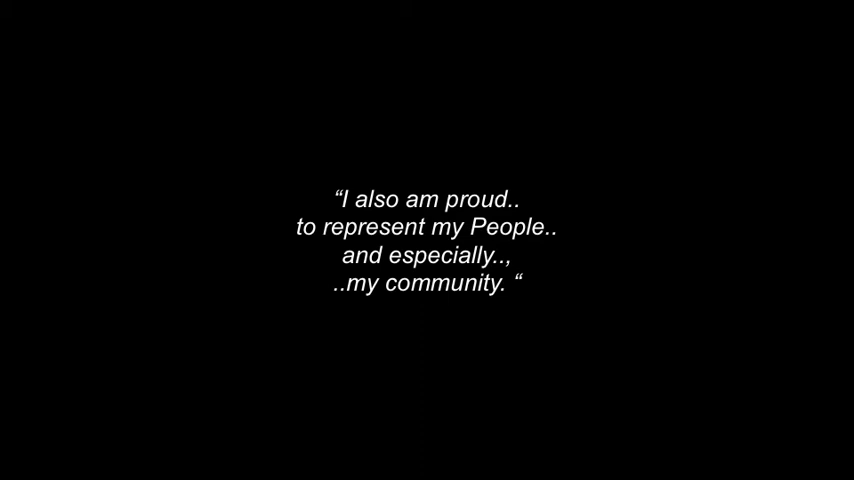 “I also am proud..
to represent my People..
and especially..,
..my community. “